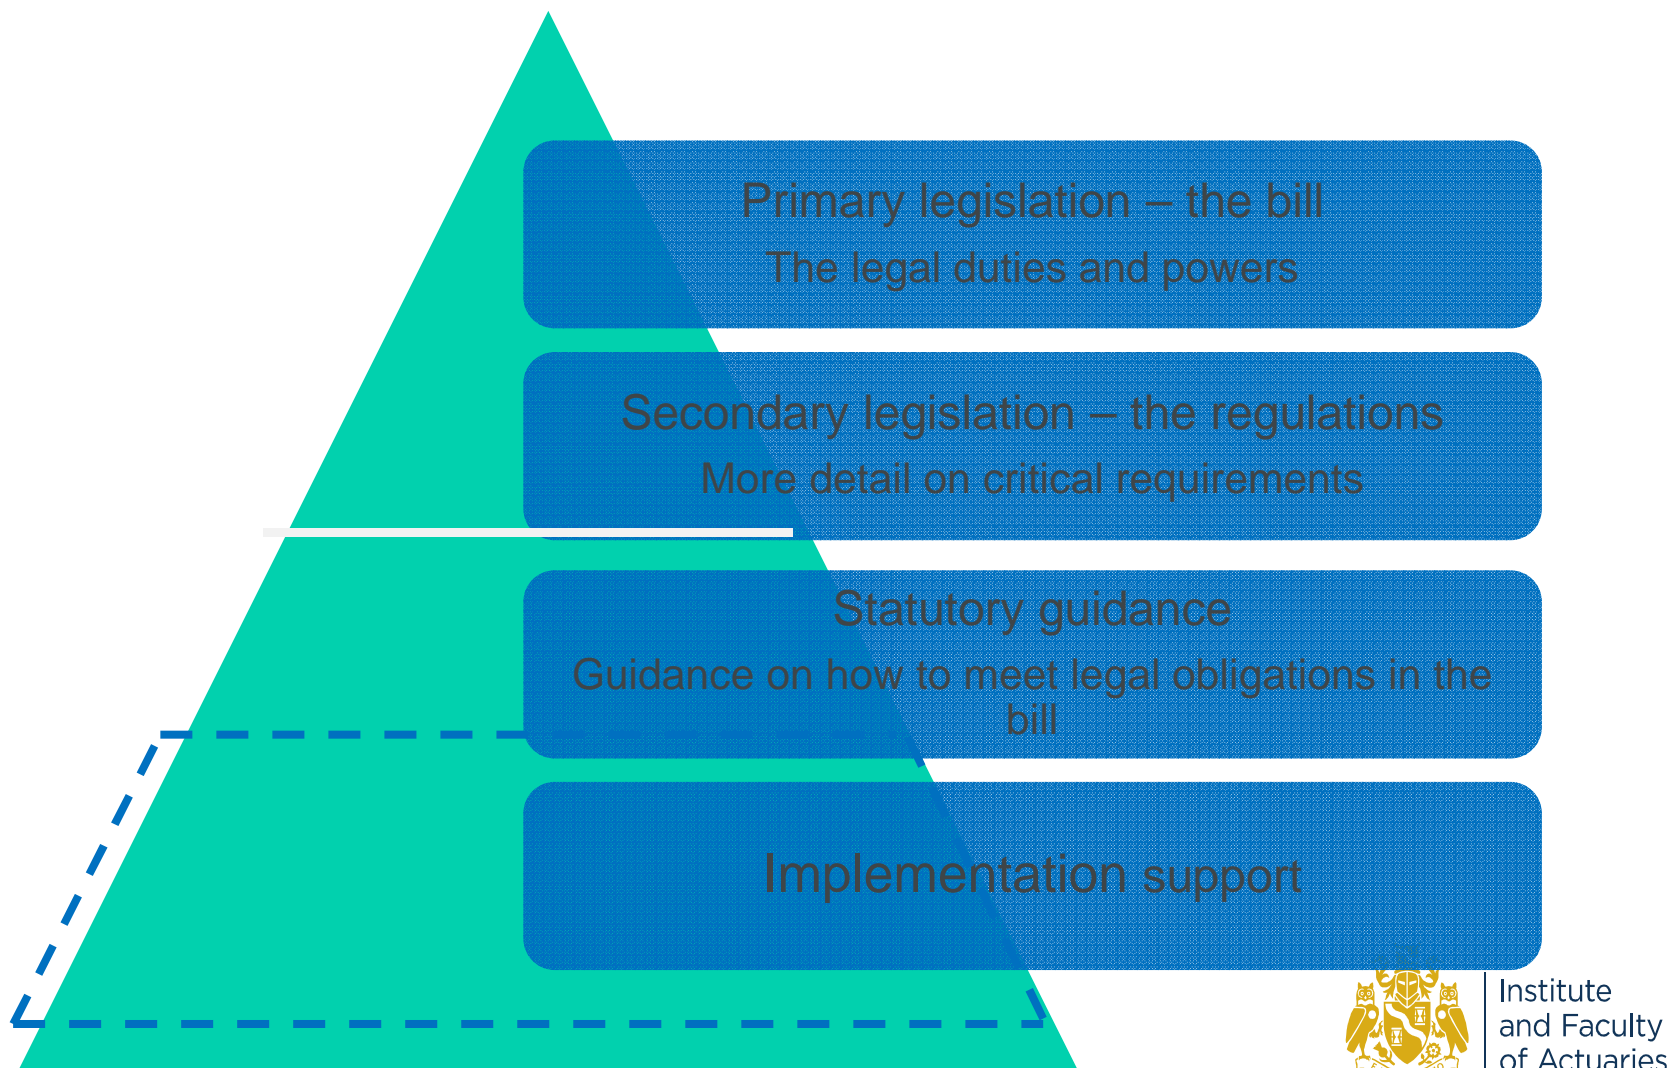 Primary legislation – the bill
The legal duties and powers
Secondary legislation – the regulations
More detail on critical requirements
Statutory guidance
Guidance on how to meet legal obligations in the
bill
Implementation support
Institute
and Faculty
of Actuaries